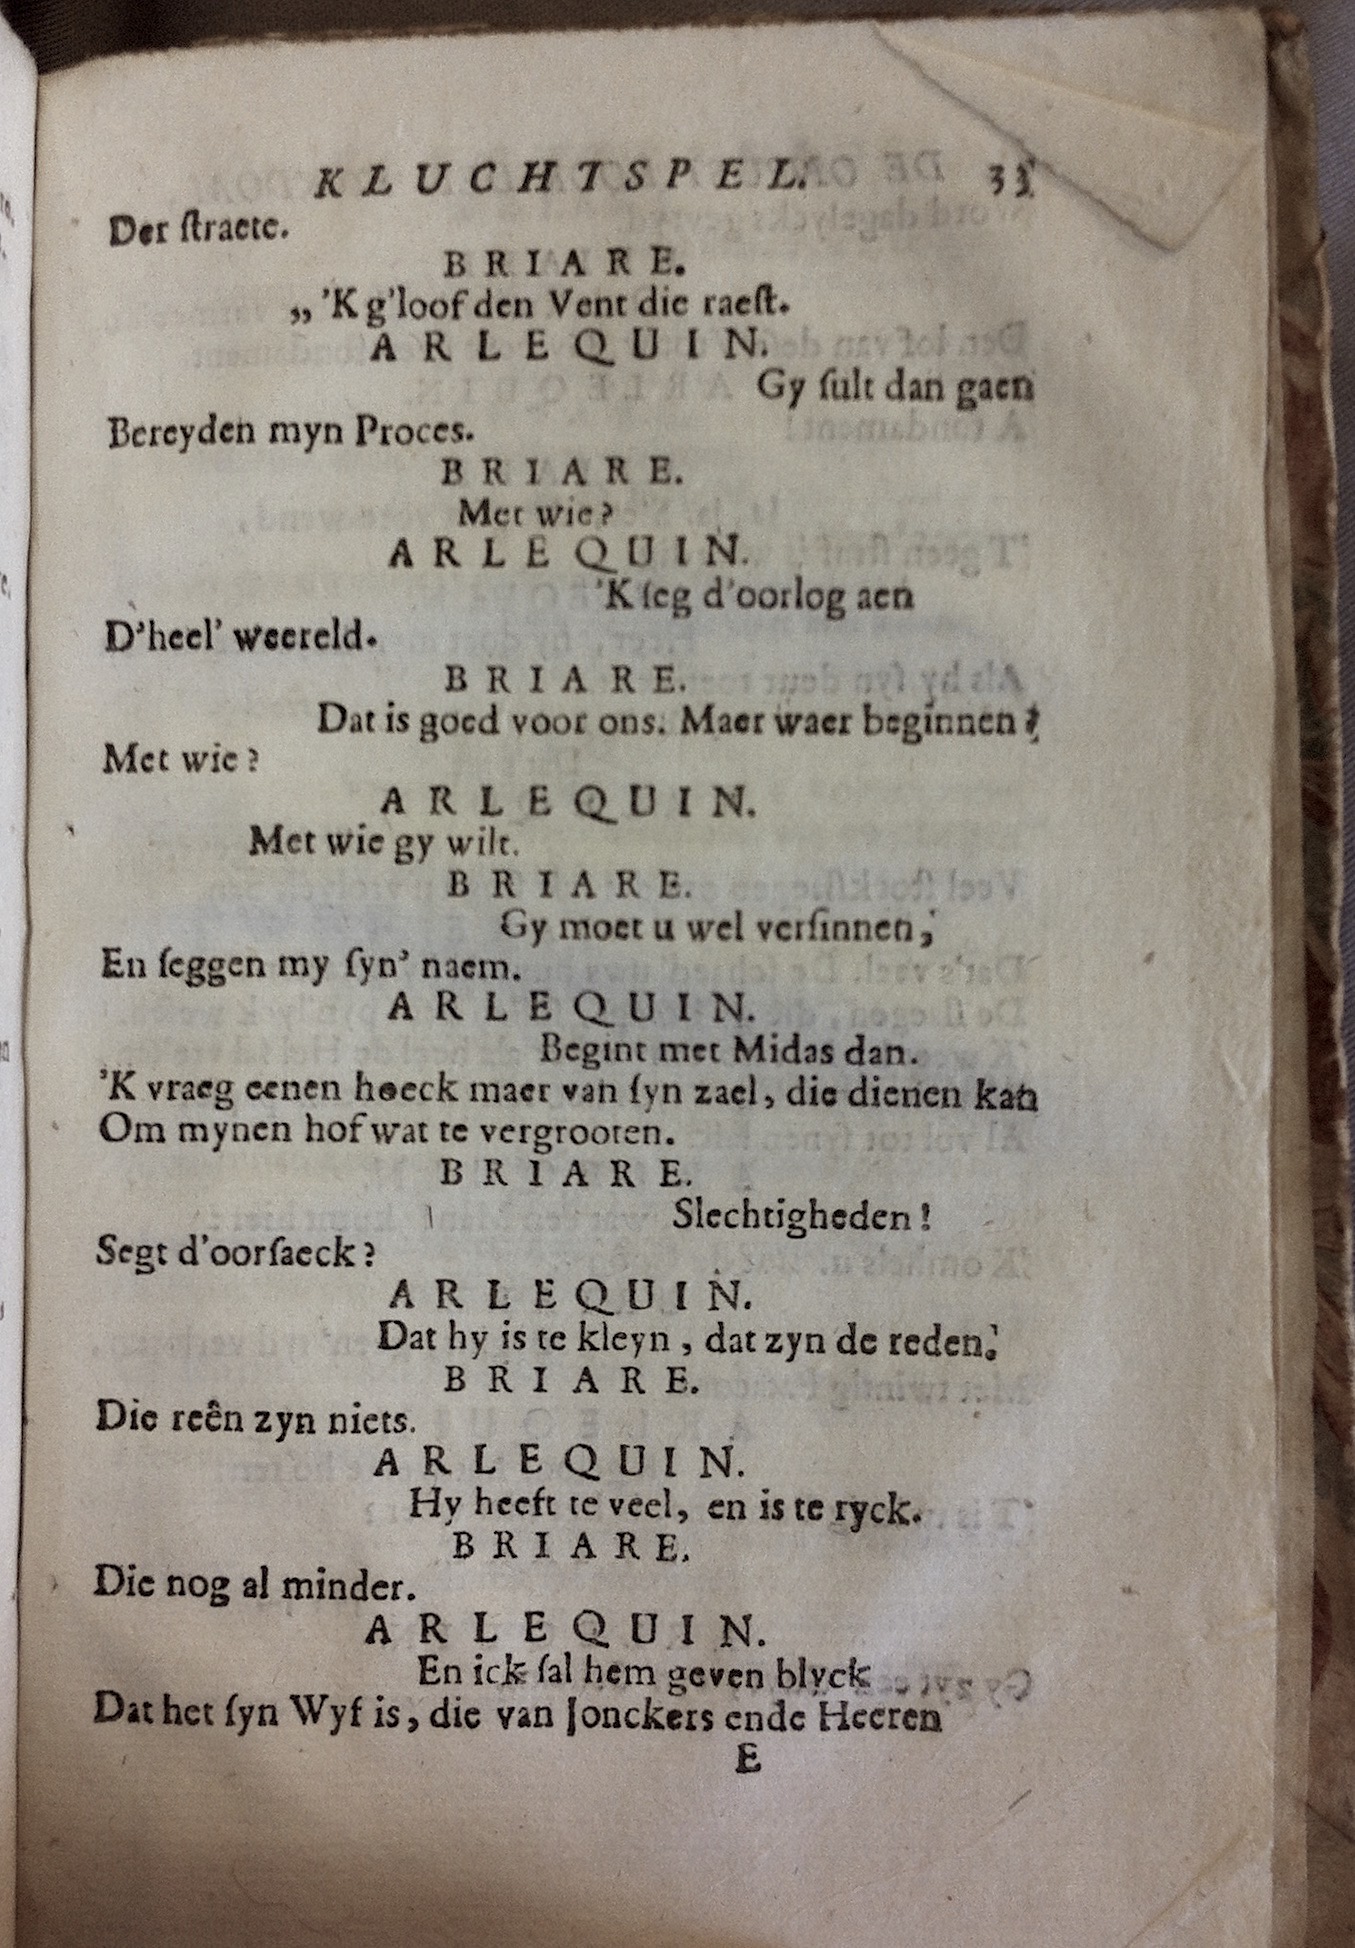 KLUCHTSPEL. 33
Der ſtraete.
BRIARE.
„ 'K g'loof den Vent die raeſt.
ARLEQUIN.
Gy ſult dan gaen
Bereyden myn Proces.
BRIARE.
Met wie?
ARLEQUIN.
'K ſeg d'oorlog aen
D'heel' weereld.
BRIARE.
Dat is goed voor ons. Maer waer beginnen?
Met wie?
ARLEQUIN.
Met wie gy wilt.
BRIARE.
Gy moet u wel verſinnen,
En ſeggen my ſyn' naem.
ARLEQUIN.
Begint met Midas dan.
'K vraeg eenen hoeck maer van ſyn zael, die dienen kan
Om mynen hof wat te vergrooten.
BRIARE.
Slechtigheden!
Segt d'oorſaeck?
ARLEQUIN.
Dat hy is te kleyn, dat zyn de reden.
BRIARE.
Die reên zyn niets.
ARLEQUIN.
Hy heeft te veel, en is te ryck.
BRIARE.
Die nog al minder.
ARLEQUIN.
En ick ſal hem geven blyck
Dat het ſyn Wyf is, die van Jonckers ende Heeren
E